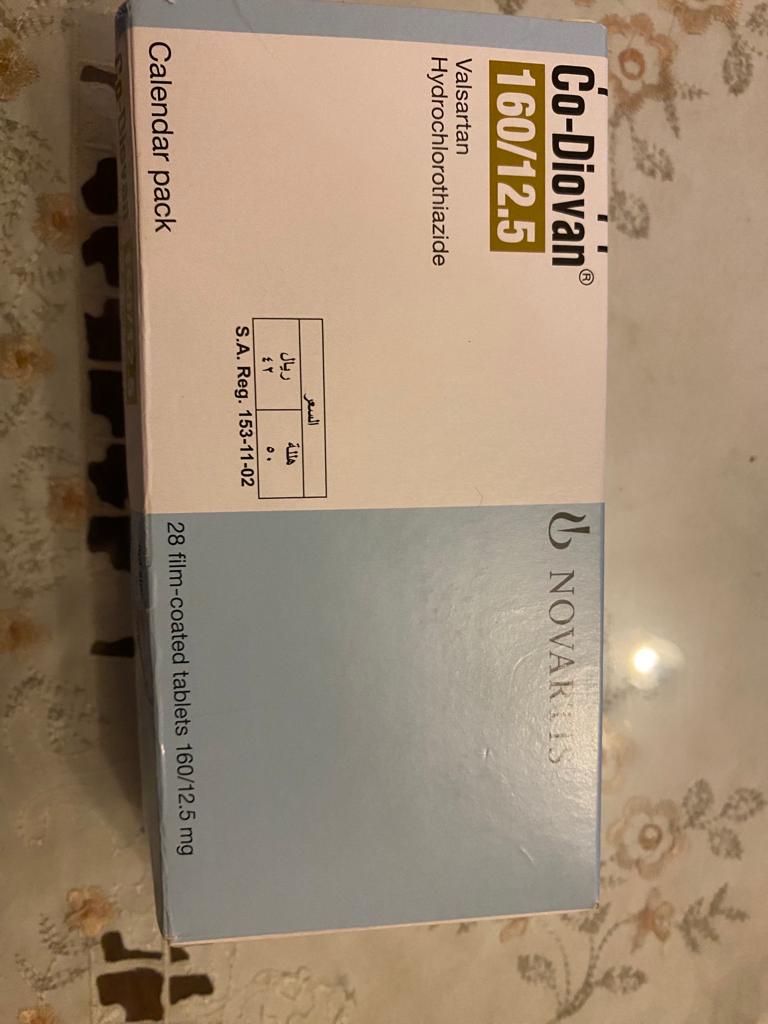 Co-Diovan®
160/12.5
Valsartan
Hydrochlorothiazide
السعر
ريال هللة
٤٢ ٥٠
S.A. Reg. 153-11-02
Calendar pack
NOVARTIS
28 film-coated tablets 160/12.5 mg